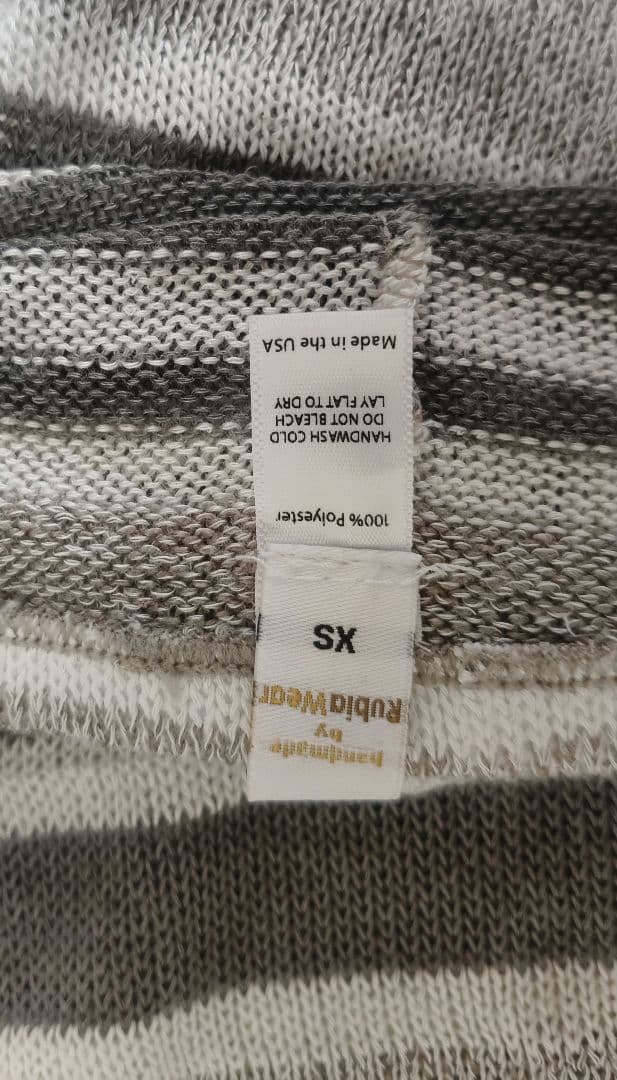 handmade
by
RubiaWear
XS
100% Polyester
HANDWASH COLD
DO NOT BLEACH
LAY FLAT TO DRY
Made in the USA